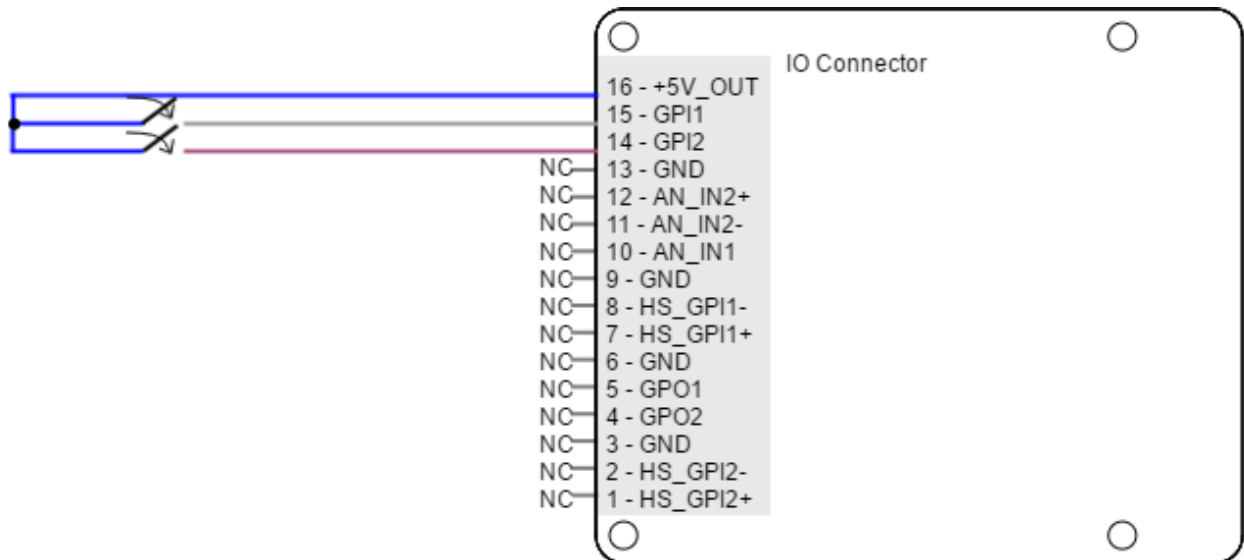 IO Connector
16 - +5V_OUT
15 - GPI1
14 - GPI2
NC 13 - GND
NC 12 - AN_IN2+
NC 11 - AN_IN2-
NC 10 - AN_IN1
NC 9 - GND
NC 8 - HS_GPI1-
NC 7 - HS_GPI1+
NC 6 - GND
NC 5 - GPO1
NC 4 - GPO2
NC 3 - GND
NC 2 - HS_GPI2-
NC 1 - HS_GPI2+